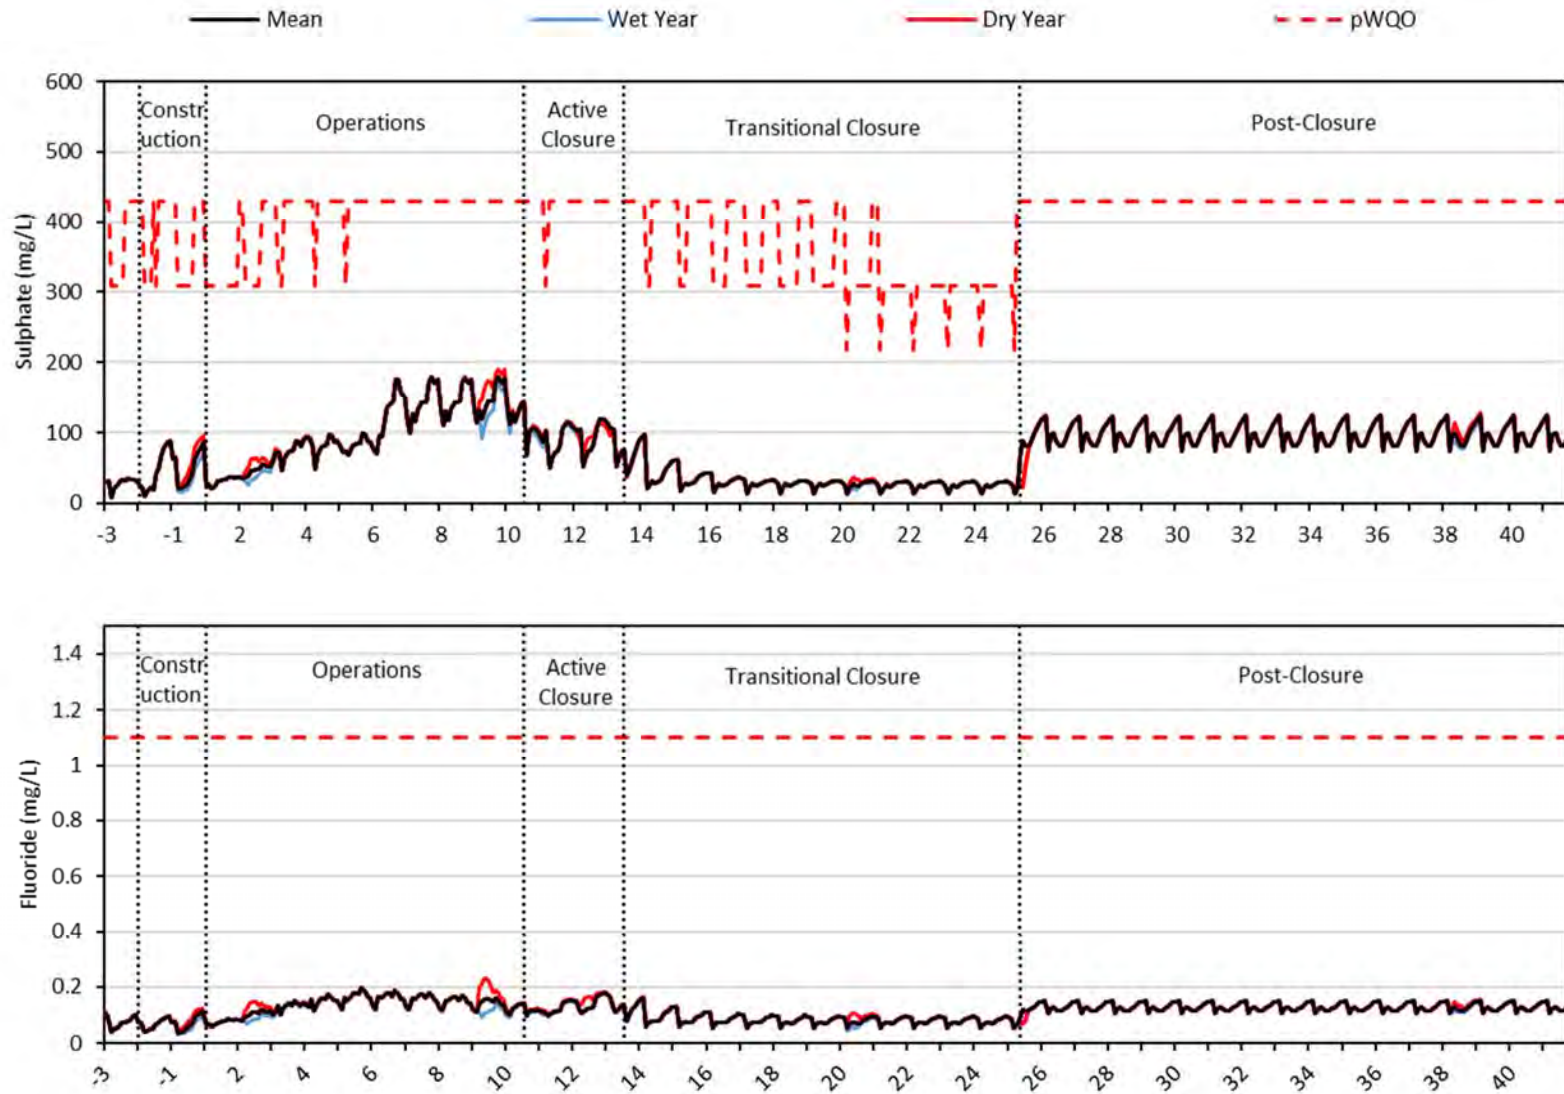 Mean Wet Year Dry Year pWQO
600
500
400
300
200
100
0
Sulphate (mg/L)
Constr
uction
Operations
Active
Closure
Transitional Closure
Post-Closure
-3 -1 2 4 6 8 10 12 14 16 18 20 22 24 26 28 30 32 34 36 38 40
1.4
1.2
1
0.8
0.6
0.4
0.2
0
Fluoride (mg/L)
Constr
uction
Operations
Active
Closure
Transitional Closure
Post-Closure
-3 -1 2 4 6 8 10 12 14 16 18 20 22 24 26 28 30 32 34 36 38 40